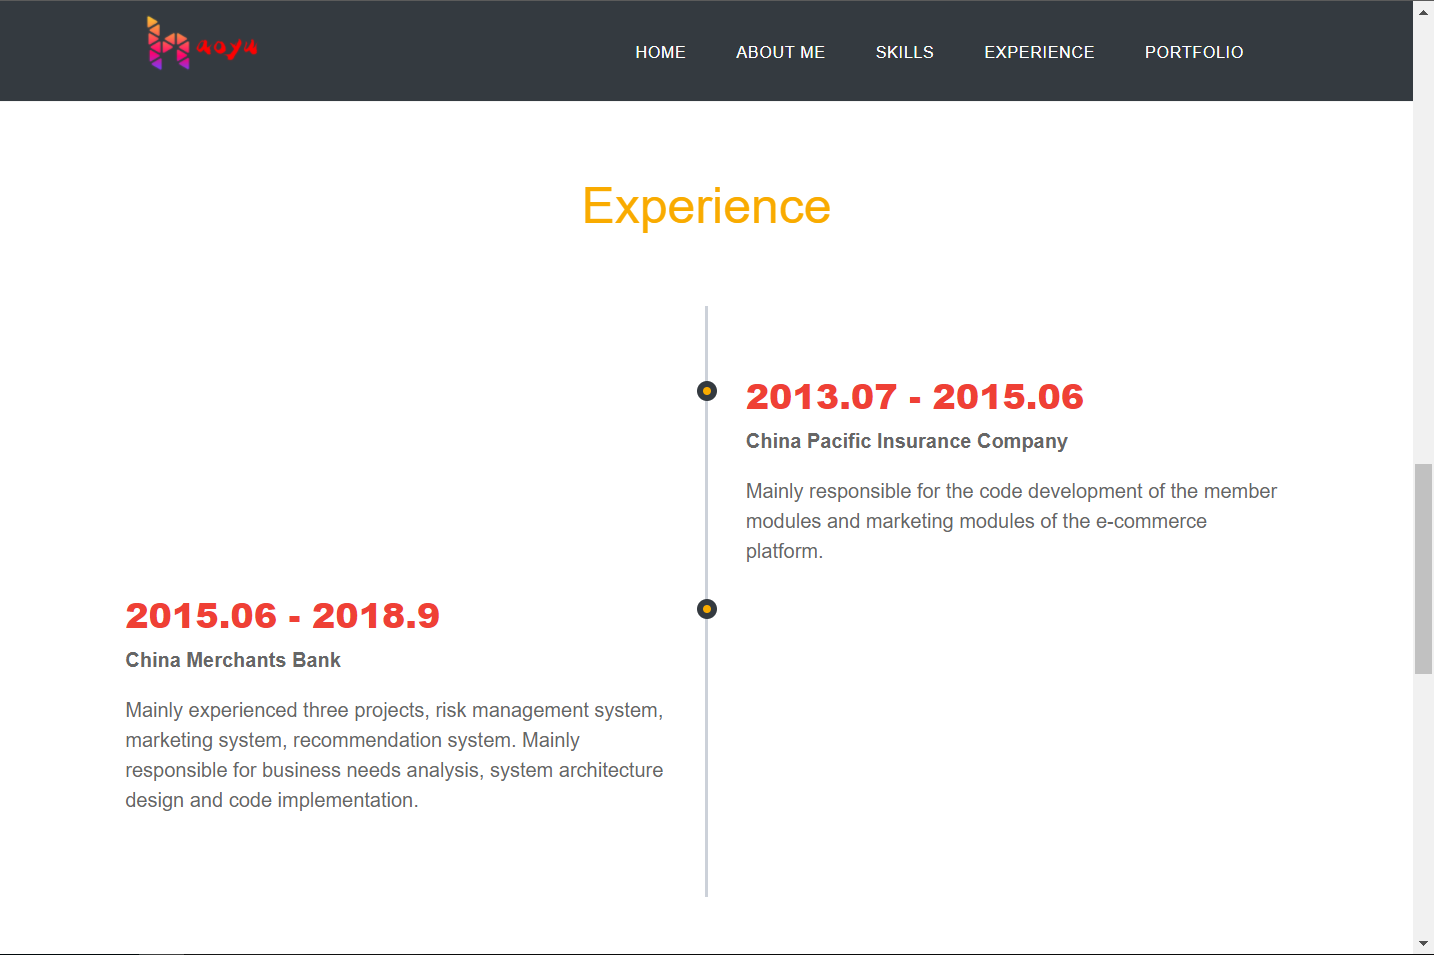 aoyu
HOME ABOUT ME SKILLS EXPERIENCE PORTFOLIO
Experience
2013.07 - 2015.06
China Pacific Insurance Company
Mainly responsible for the code development of the member
modules and marketing modules of the e-commerce
platform.
2015.06 - 2018.9
China Merchants Bank
Mainly experienced three projects, risk management system,
marketing system, recommendation system. Mainly
responsible for business needs analysis, system architecture
design and code implementation.